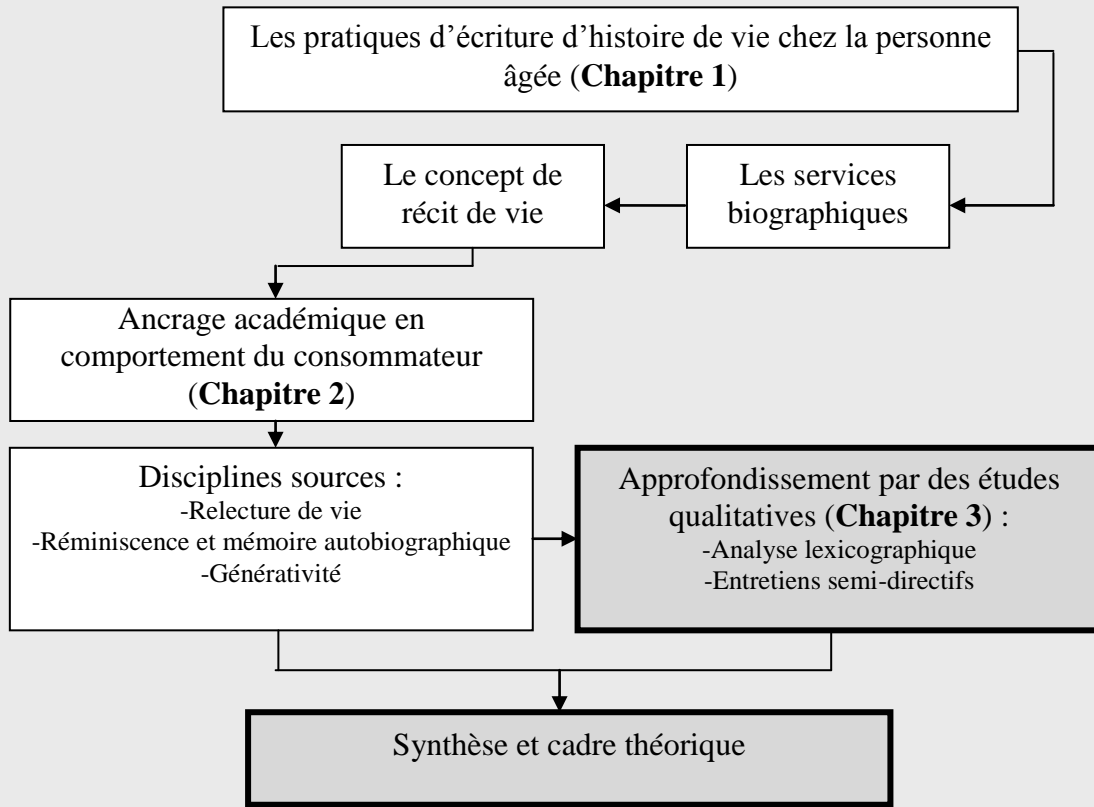 Les pratiques d’écriture d’histoire de vie chez la personne
âgée (Chapitre 1)
Le concept de
récit de vie
Les services
biographiques
Ancrage académique en
comportement du consommateur
(Chapitre 2)
Disciplines sources :
-Relecture de vie
-Réminiscence et mémoire autobiographique
-Générativité
Approfondissement par des études
qualitatives (Chapitre 3) :
-Analyse lexicographique
-Entretiens semi-directifs
Synthèse et cadre théorique